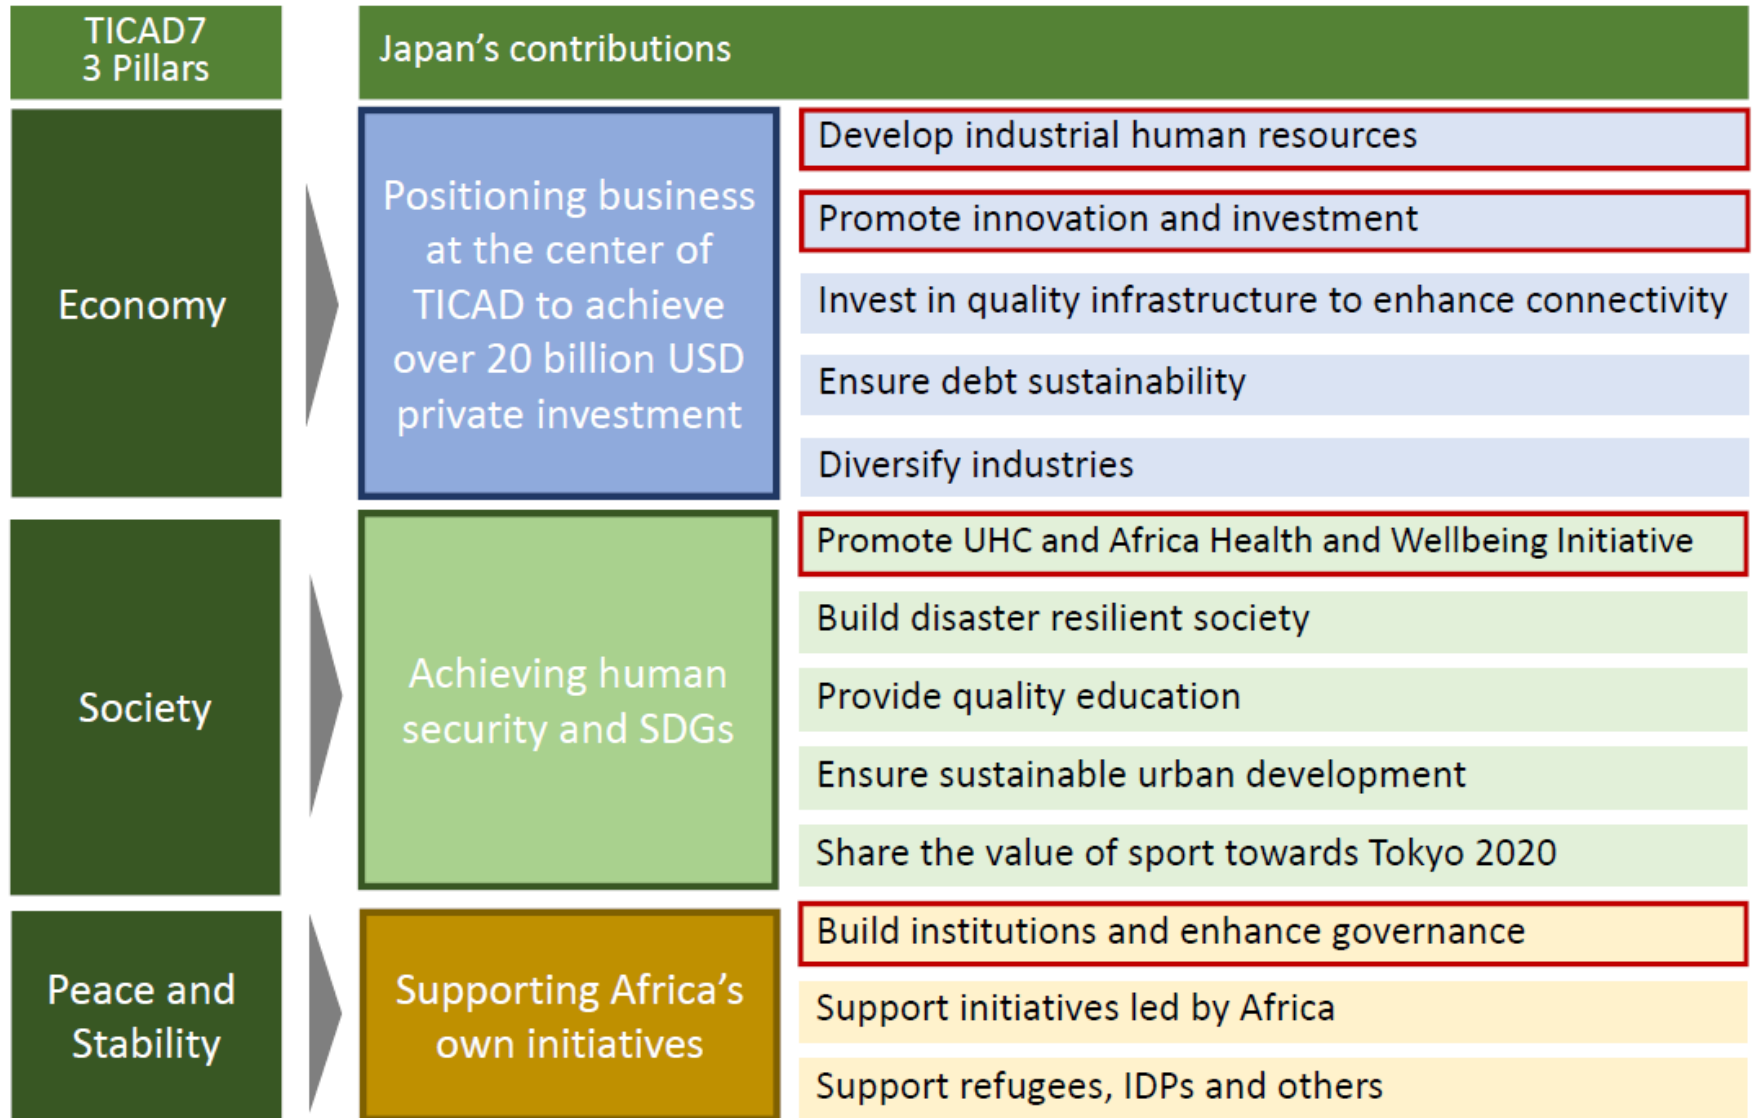 TICAD7
3 Pillars
Japan's contributions
Economy
Positioning business
at the center of
TICAD to achieve
over 20 billion USD
private investment
Develop industrial human resources
Promote innovation and investment
Invest in quality infrastructure to enhance connectivity
Ensure debt sustainability
Diversify industries
Society
Achieving human
security and SDGs
Promote UHC and Africa Health and Wellbeing Initiative
Build disaster resilient society
Provide quality education
Ensure sustainable urban development
Share the value of sport towards Tokyo 2020
Peace and
Stability
Supporting Africa's
own initiatives
Build institutions and enhance governance
Support initiatives led by Africa
Support refugees, IDPs and others